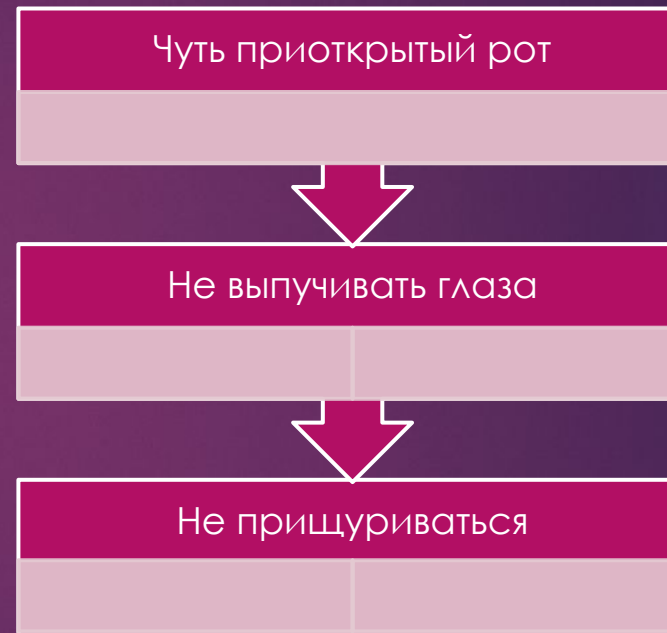 Чуть приоткрытый рот
Не выпучивать глаза
Не прищуриваться